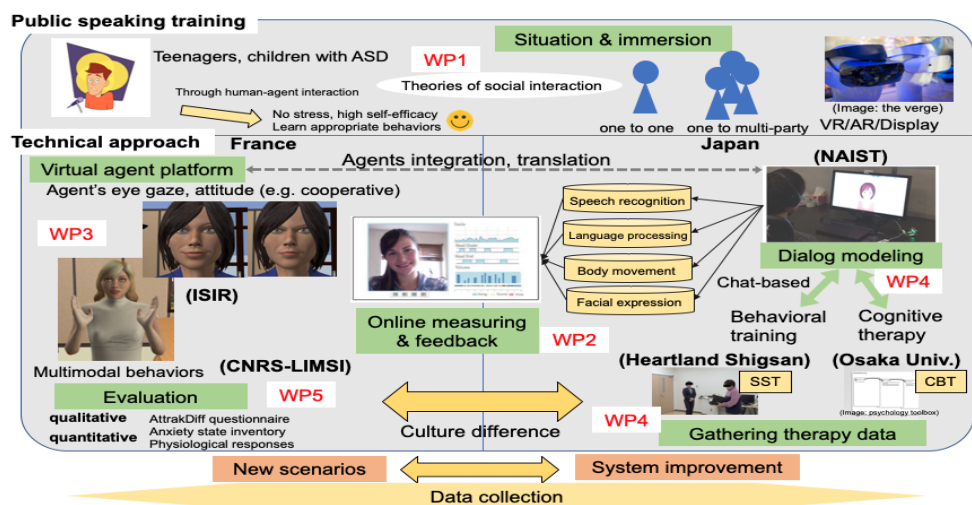 Public speaking training
Situation & immersion
Teenagers, children with ASD
WP1
Theories of social interaction
Through human-agent interaction
No stress, high self-efficacy
Learn appropriate behaviors
one to one
one to multi-party
(Image: the verge)
VR/AR/Display
Technical approach
France
Japan
Virtual agent platform
Agents integration, translation
(NAIST)
Agent's eye gaze, attitude (e.g. cooperative)
WP3
(ISIR)
Speech recognition
Language processing
Body movement
Facial expression
Dialog modeling
Chat-based
WP4
Behavioral
training
Cognitive
therapy
Online measuring
& feedback
WP2
Multimodal behaviors
(CNRS-LIMSI)
(Heartland Shigsan)
(Osaka Univ.)
SST
CBT
(Image: psychology toolbox)
Evaluation
WP5
qualitative AttrakDiff questionnaire
Anxiety state inventory
quantitative
Physiological responses
Culture difference
WP4
Gathering therapy data
New scenarios
System improvement
Data collection